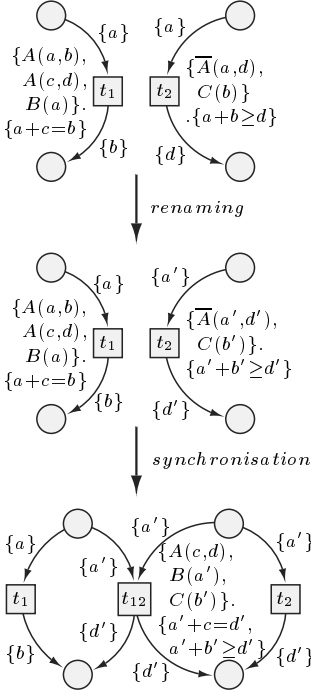 {a} {a}
{A(a,b), {A̅(a,d),
A(c,d), t₁ t₂ C(b)}
B(a)}. .{a+b≥d}
{a+c=b} {b} {d}
renaming
{a} {a′}
{A(a,b), {A̅(a′,d′),
A(c,d), t₁ t₂ C(b′)}.
B(a)}. {a′+b′≥d′}
{a+c=b} {b} {d′}
synchronisation
{a} {a′} {a′} {a′}
{A(c,d),
B(a′),
t₁ t₁₂ C(b′)}. t₂
{a′+c=d′,
{b} {d′} a′+b′≥d′} {d′}
{d′}